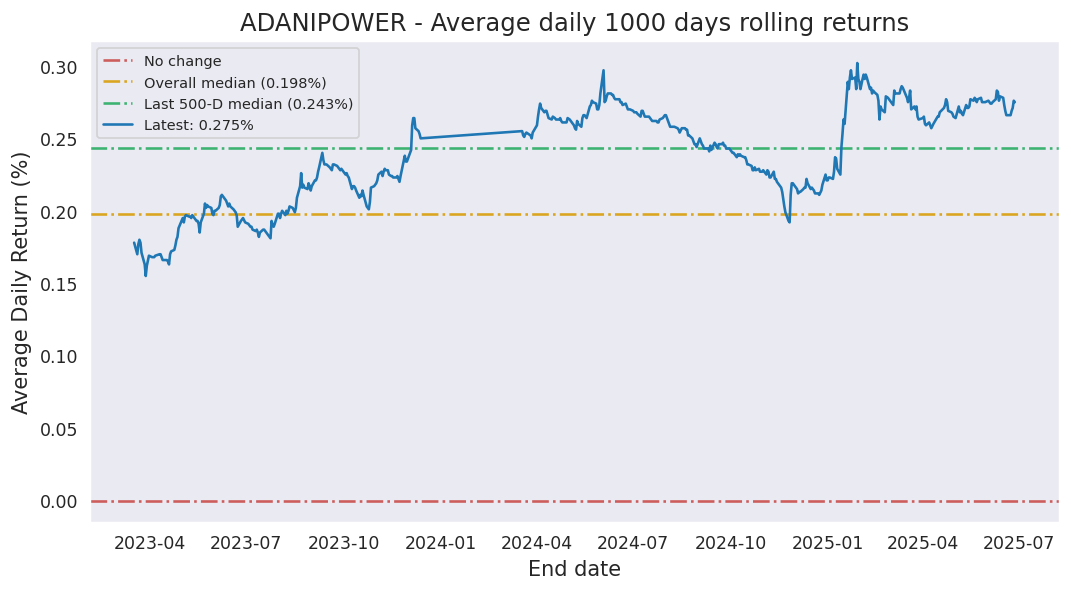 ADANIPOWER - Average daily 1000 days rolling returns
No change
Overall median (0.198%)
Last 500-D median (0.243%)
Latest: 0.275%
Average Daily Return (%)
0.30
0.25
0.20
0.15
0.10
0.05
0.00
2023-04 2023-07 2023-10 2024-01 2024-04 2024-07 2024-10 2025-01 2025-04 2025-07
End date